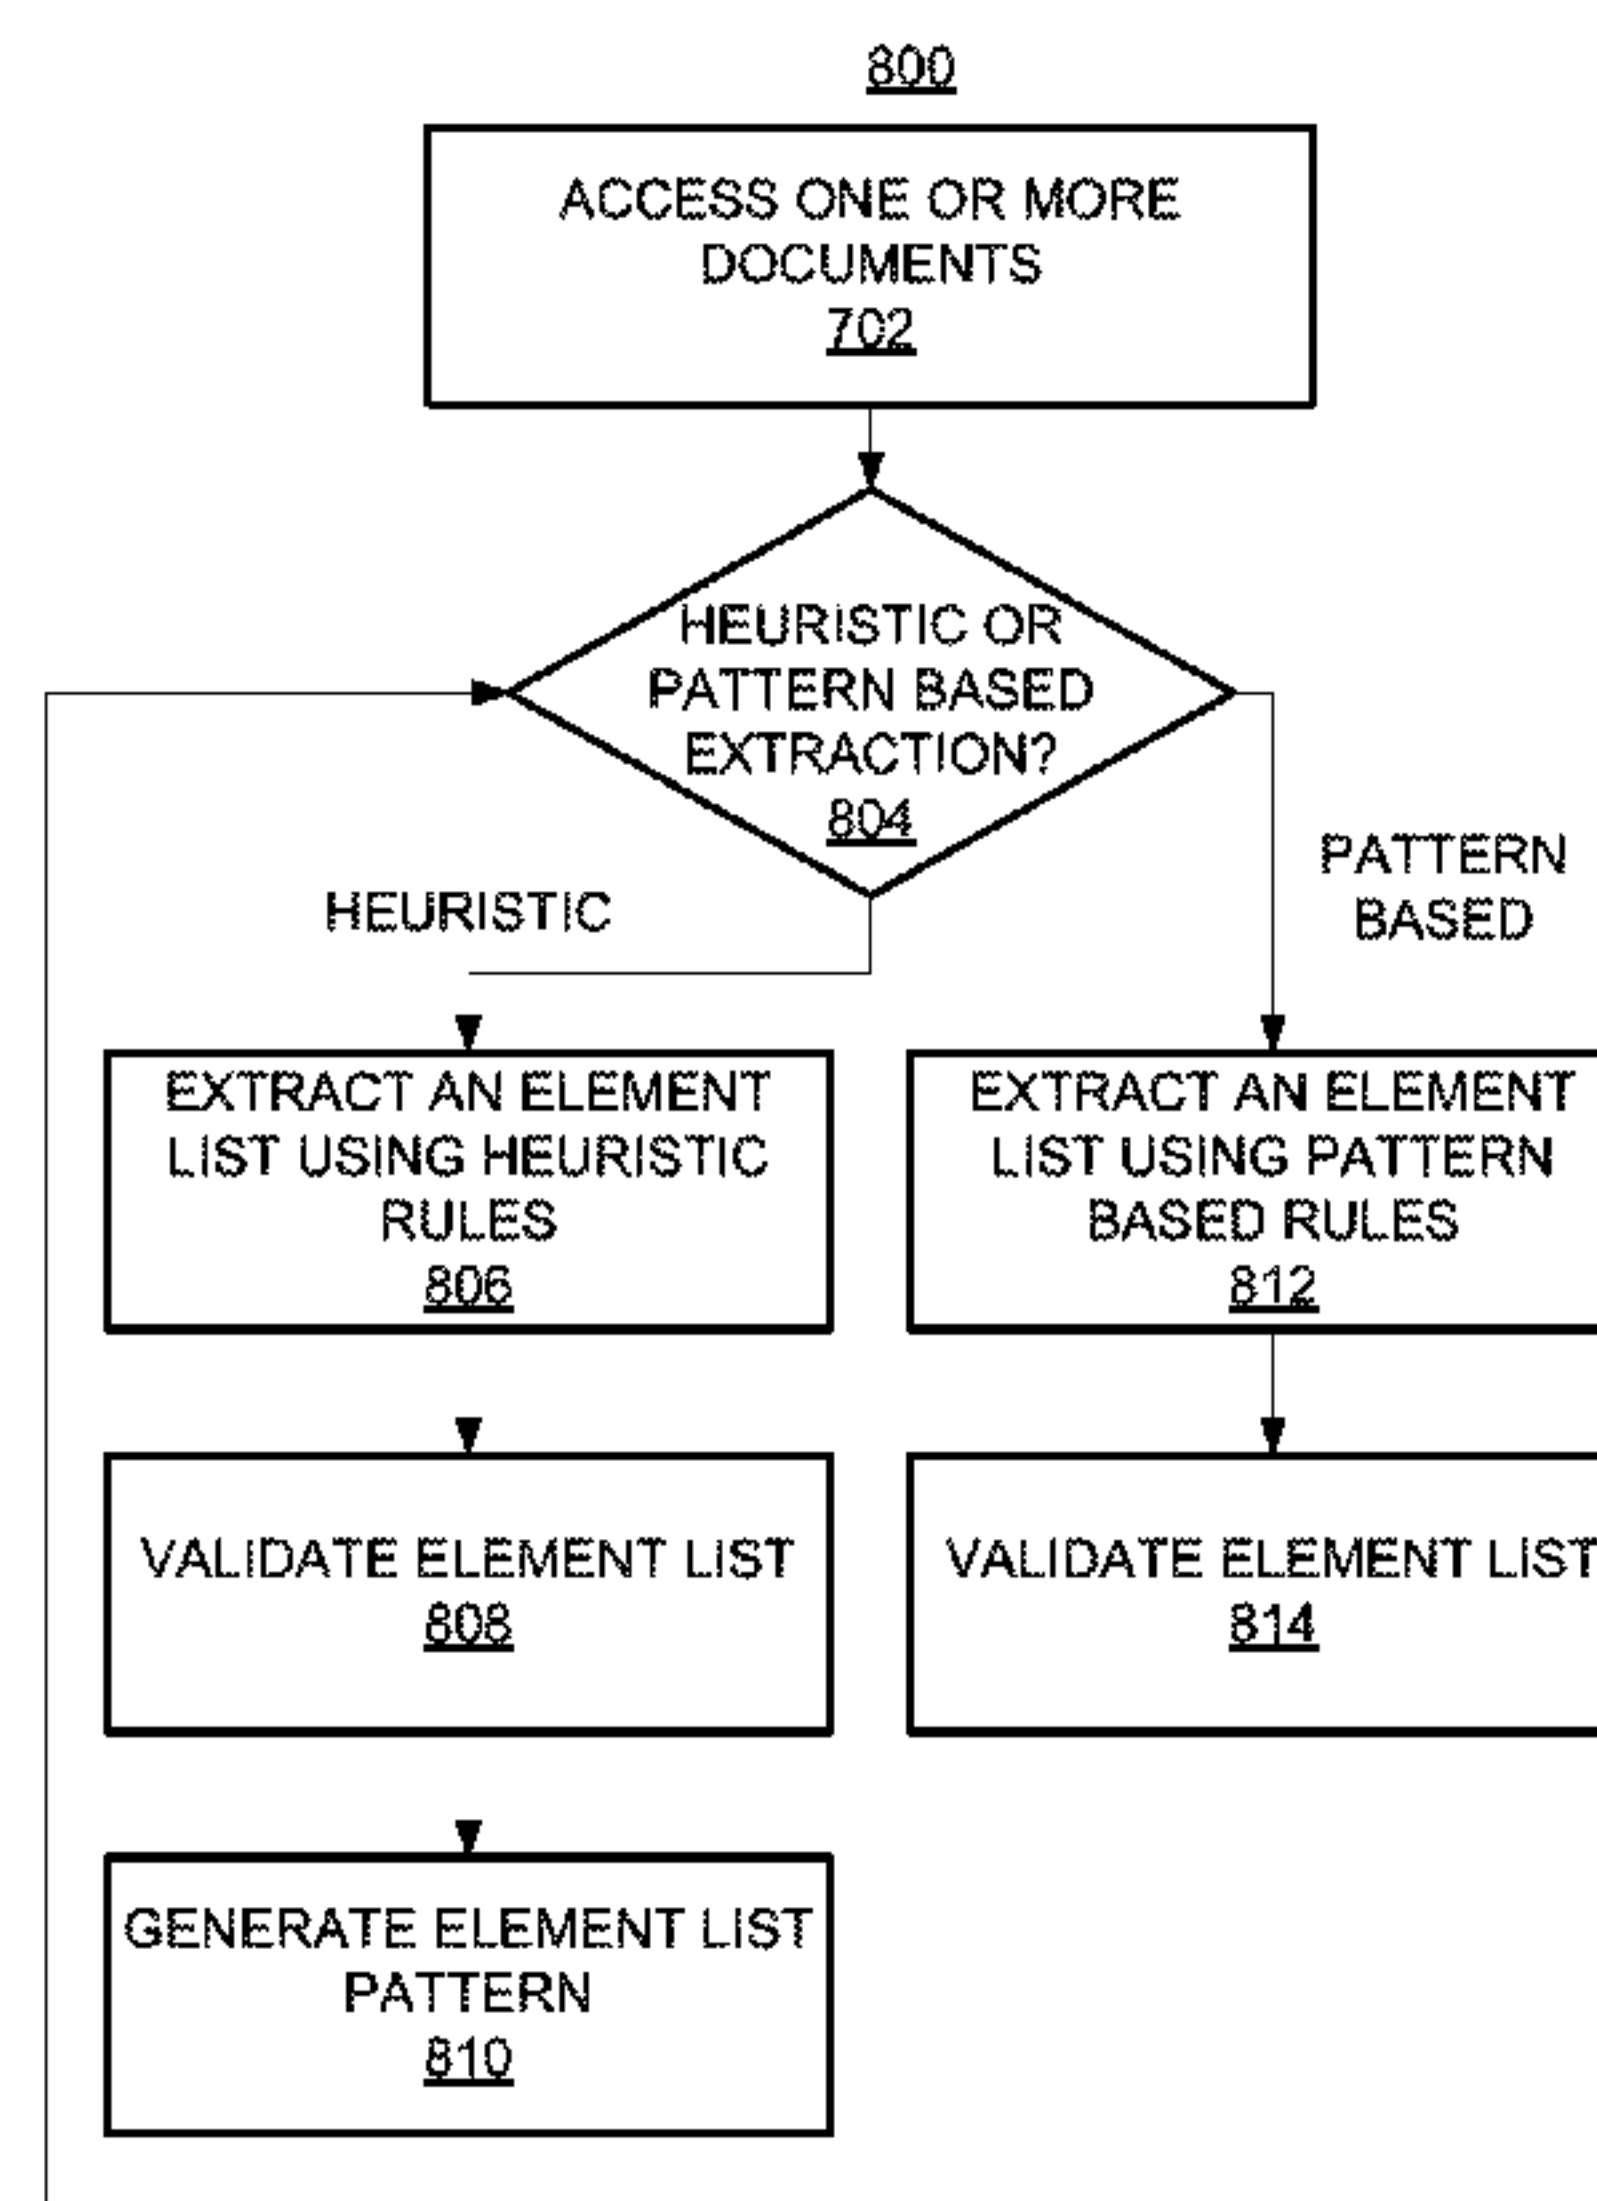 800
ACCESS ONE OR MORE
DOCUMENTS
702
HEURISTIC OR
PATTERN BASED
EXTRACTION?
804
HEURISTIC
PATTERN
BASED
EXTRACT AN ELEMENT
LIST USING HEURISTIC
RULES
806
EXTRACT AN ELEMENT
LIST USING PATTERN
BASED RULES
812
VALIDATE ELEMENT LIST
808
VALIDATE ELEMENT LIST
814
GENERATE ELEMENT LIST
PATTERN
810